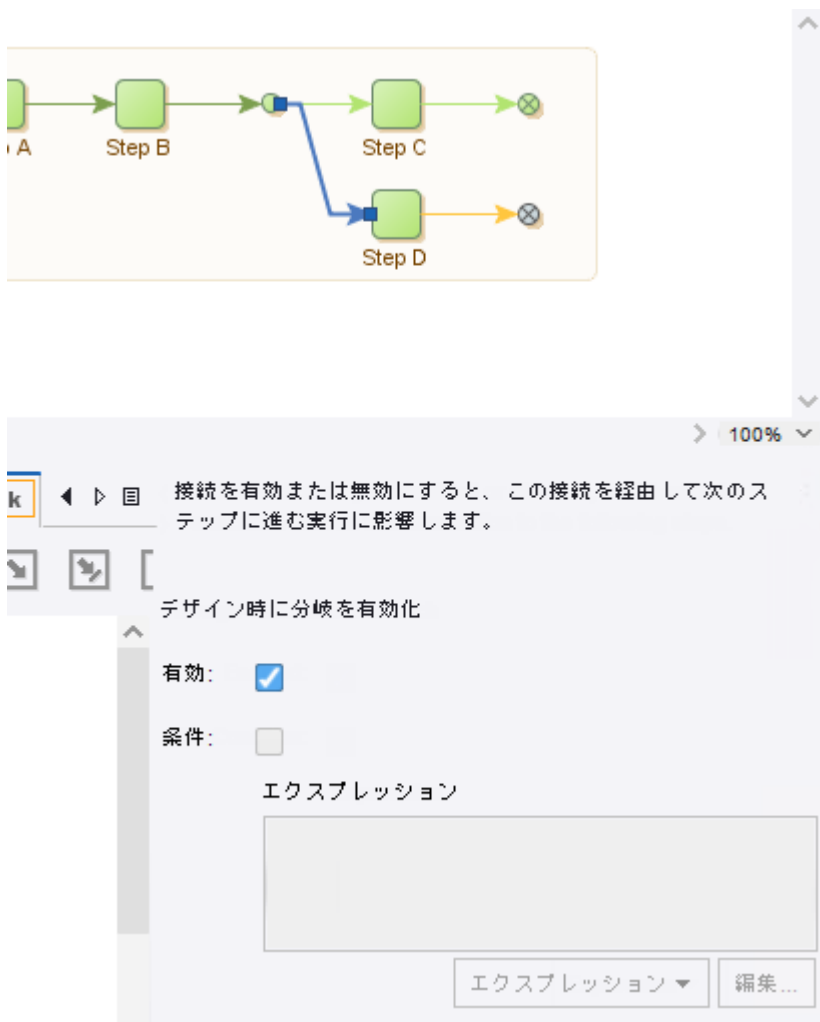 A
Step B
Step C
Step D
100%
k
接続を有効または無効にすると、この接続を経由して次のス
テップに進む実行に影響します。
デザイン時に分岐を有効化
有効:
条件:
エクスプレッション
エクスプレッション
編集...